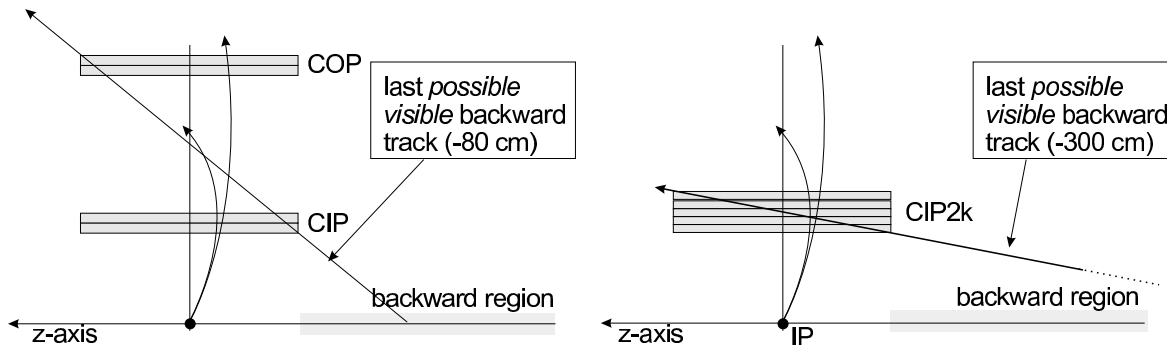 COP
last possible
visible backward
track (-80 cm)
CIP
backward region
z-axis
last possible
visible backward
track (-300 cm)
CIP2k
backward region
z-axis
IP